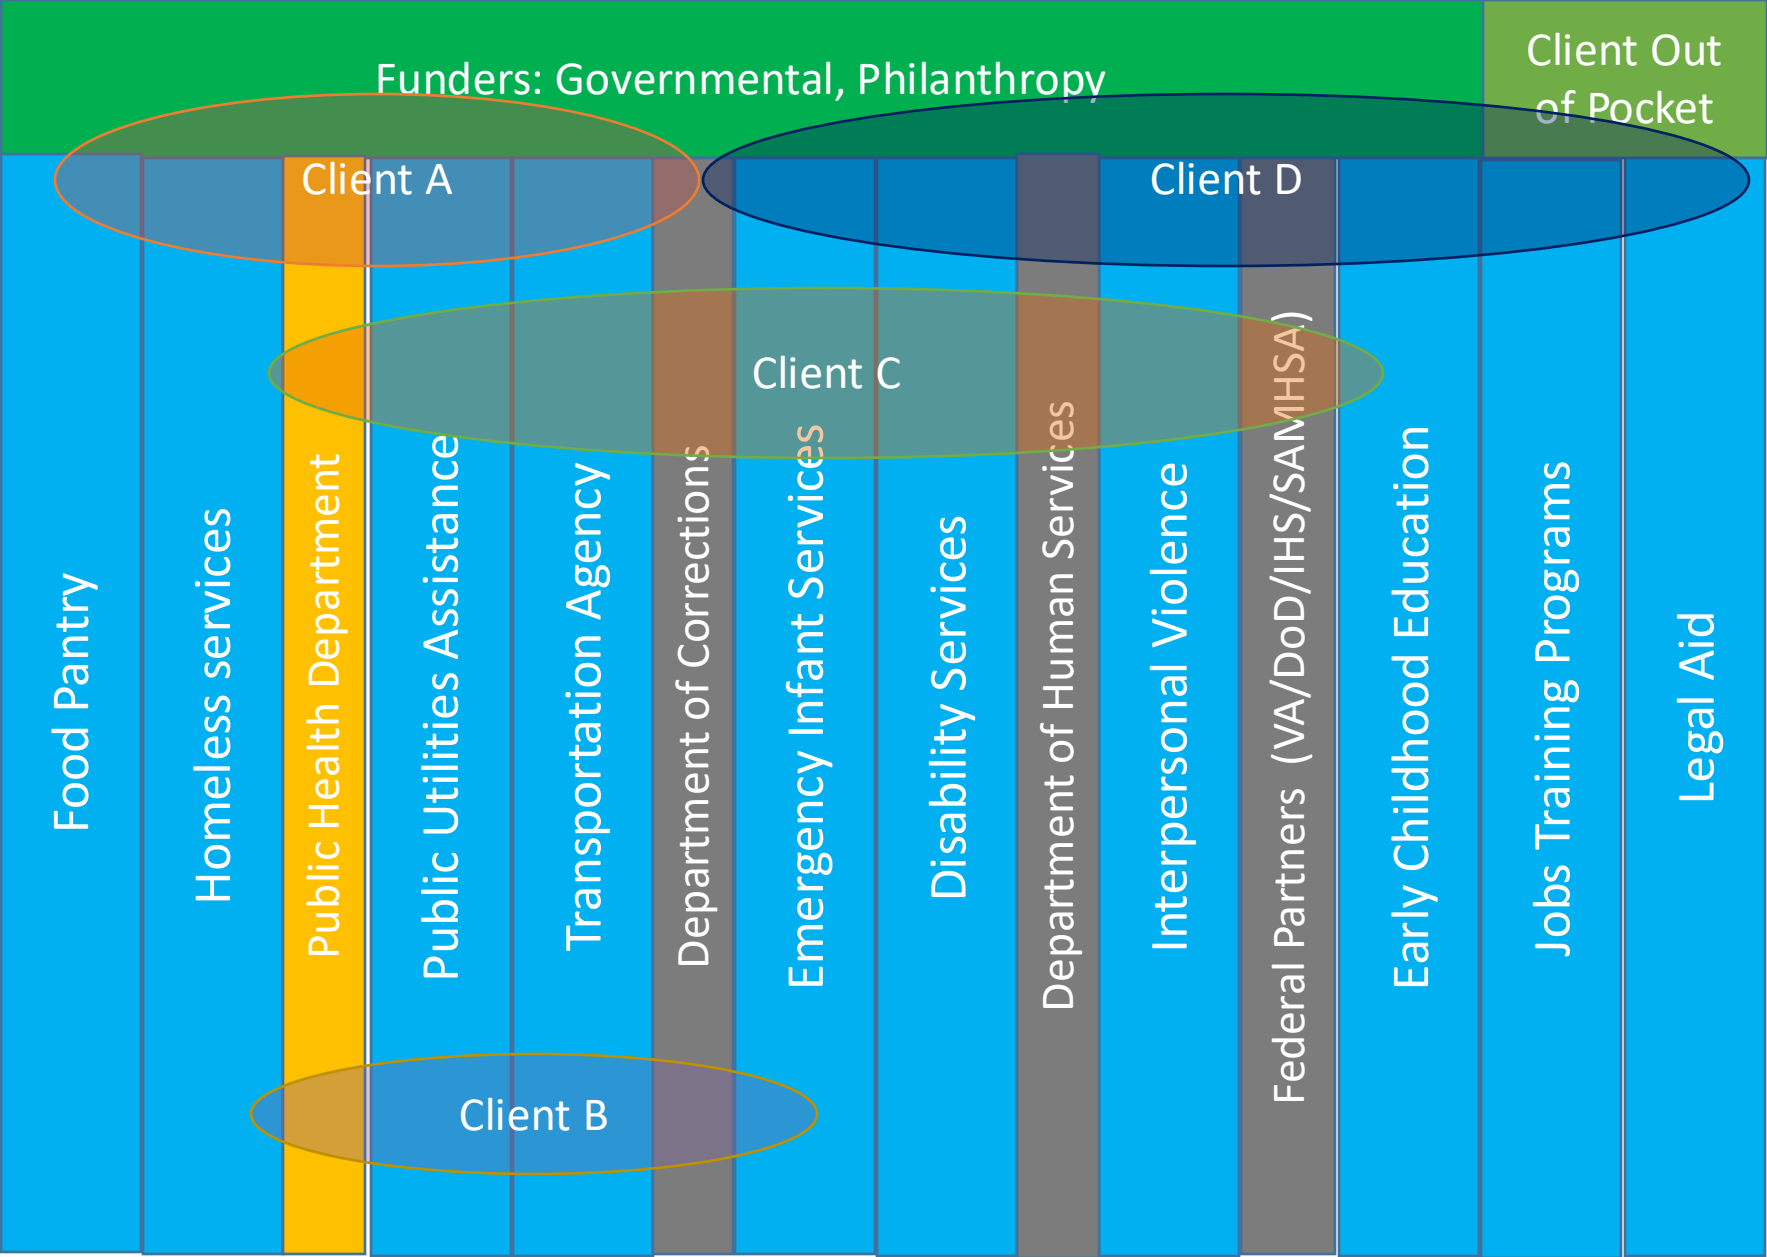 Funders: Governmental, Philanthropy
Client Out
of Pocket
Client A
Client D
Client C
Client B
Food Pantry
Homeless services
Public Health Department
Public Utilities Assistance
Transportation Agency
Department of Corrections
Emergency Infant Services
Disability Services
Department of Human Services
Interpersonal Violence
Federal Partners (VA/DoD/IHS/SAMHSA)
Early Childhood Education
Jobs Training Programs
Legal Aid